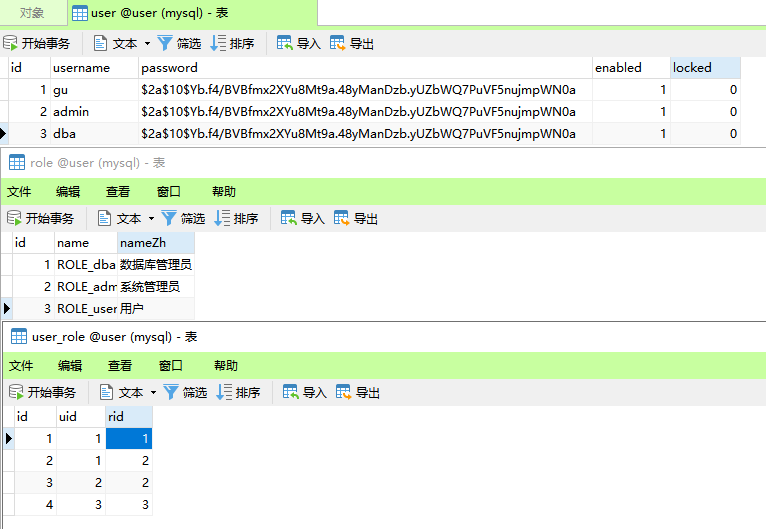 对象 user @user (mysql) - 表
开始事务 文本 筛选 排序 导入 导出
id username password enabled locked
1 gu $2a$10$Yb.f4/BVBfmx2XYu8Mt9a.48yManDzb.yUZbWQ7PuVF5nujmpWN0a 1 0
2 admin $2a$10$Yb.f4/BVBfmx2XYu8Mt9a.48yManDzb.yUZbWQ7PuVF5nujmpWN0a 1 0
3 dba $2a$10$Yb.f4/BVBfmx2XYu8Mt9a.48yManDzb.yUZbWQ7PuVF5nujmpWN0a 1 0
role @user (mysql) - 表
文件 编辑 查看 窗口 帮助
开始事务 文本 筛选 排序 导入 导出
id name nameZh
1 ROLE_dba 数据库管理员
2 ROLE_adm 系统管理员
3 ROLE_user 用户
user_role @user (mysql) - 表
文件 编辑 查看 窗口 帮助
开始事务 文本 筛选 排序 导入 导出
id uid rid
1 1 1
2 1 2
3 2 2
4 3 3